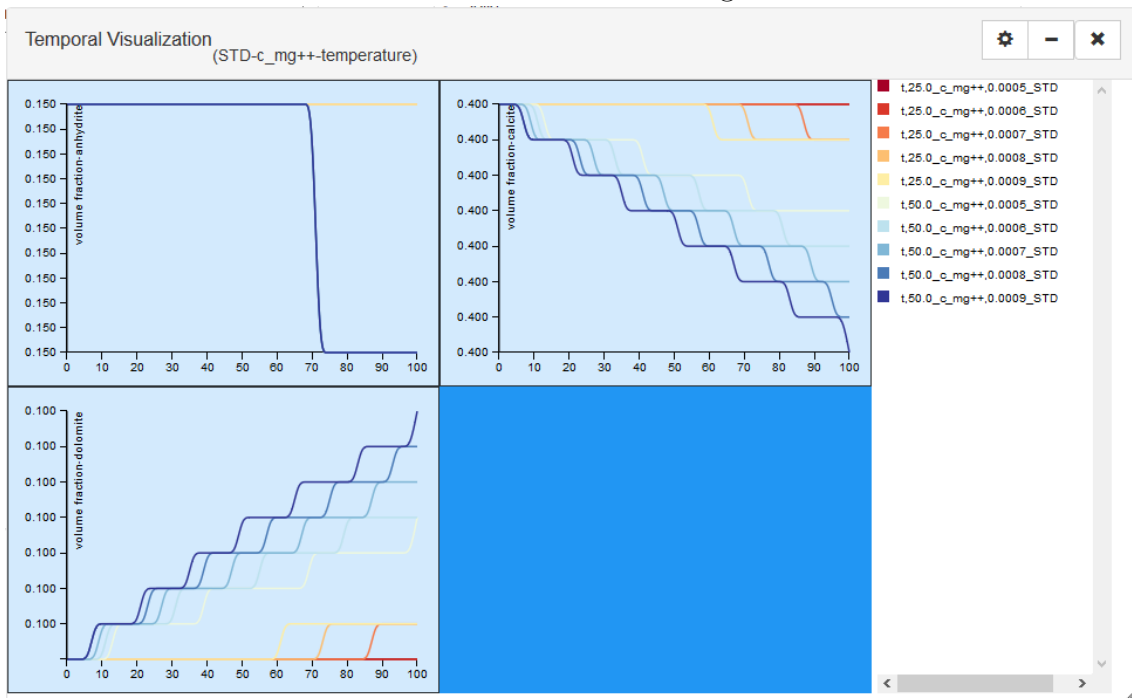 Temporal Visualization
(STD-c_mg++-temperature)
volume fraction-anhydrite
0.150
0.150
0.150
0.150
0.150
0.150
0.150
0.150
0.150
0.150
0.150
0 10 20 30 40 50 60 70 80 90 100
volume fraction-calcite
0.400
0.400
0.400
0.400
0.400
0.400
0.400
0.400
0 10 20 30 40 50 60 70 80 90 100
volume fraction-dolomite
0.100
0.100
0.100
0.100
0.100
0.100
0.100
0 10 20 30 40 50 60 70 80 90 100
t,25.0_c_mg++,0.0005_STD
t,25.0_c_mg++,0.0006_STD
t,25.0_c_mg++,0.0007_STD
t,25.0_c_mg++,0.0008_STD
t,25.0_c_mg++,0.0009_STD
t,50.0_c_mg++,0.0005_STD
t,50.0_c_mg++,0.0006_STD
t,50.0_c_mg++,0.0007_STD
t,50.0_c_mg++,0.0008_STD
t,50.0_c_mg++,0.0009_STD